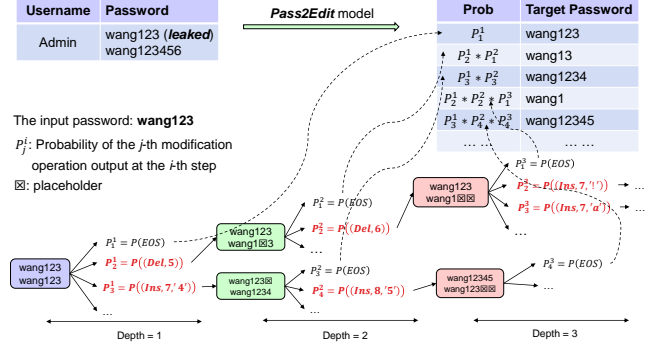 Username Password
Admin wang123 (leaked)
wang123456
Pass2Edit model
Prob Target Password
P_1^1 wang123
P_2^1 * P_1^2 wang13
P_3^1 * P_3^2 wang1234
P_2^1 * P_2^2 * P_1^3 wang1
P_3^1 * P_4^2 * P_4^3 wang12345
... ... ... ...
The input password: wang123
P_j^i: Probability of the j-th modification
operation output at the i-th step
☒: placeholder
wang123
wang123
P_1^1 = P(EOS)
P_2^1 = P((Del, 5))
P_3^1 = P((Ins, 7, '4'))
...
wang123
wang1☒3
P_1^2 = P(EOS)
P_2^2 = P((Del, 6))
...
wang123☒
wang1234
P_3^2 = P(EOS)
P_4^2 = P((Ins, 8, '5'))
...
wang123
wang1☒☒
P_1^3 = P(EOS)
P_2^3 = P((Ins, 7, '!')) ...
P_3^3 = P((Ins, 7, 'a')) ...
...
wang12345
wang123☒☒
P_4^3 = P(EOS)
...
Depth = 1
Depth = 2
Depth = 3